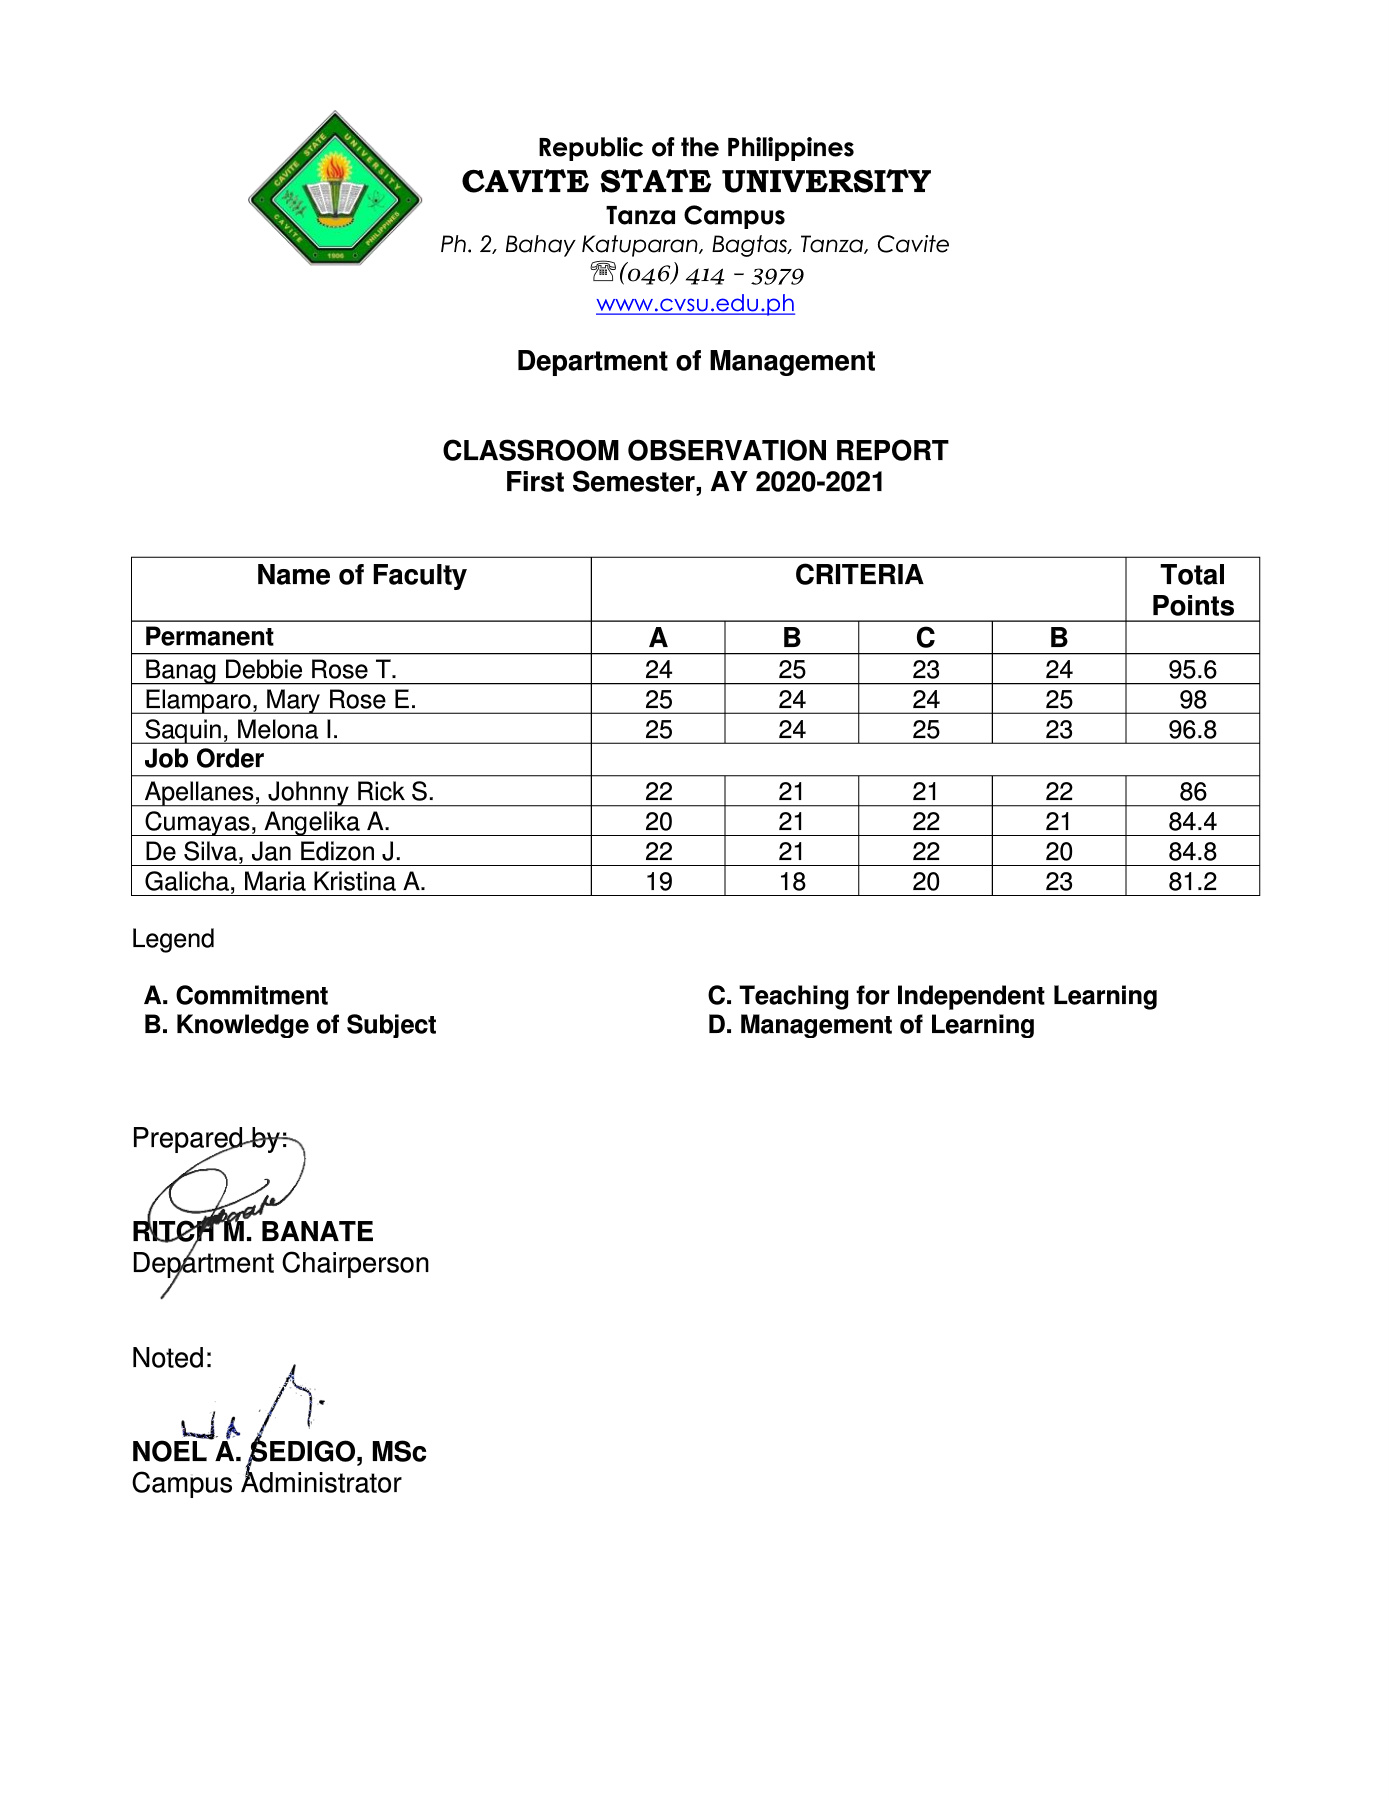 CAVITE STATE UNIVERSITY
CAVITE PHILIPPINES
1906
Republic of the Philippines
CAVITE STATE UNIVERSITY
Tanza Campus
Ph. 2, Bahay Katuparan, Bagtas, Tanza, Cavite
☏(046) 414 - 3979
www.cvsu.edu.ph
Department of Management
CLASSROOM OBSERVATION REPORT
First Semester, AY 2020-2021
Name of Faculty CRITERIA Total Points
Permanent A B C B
Banag Debbie Rose T. 24 25 23 24 95.6
Elamparo, Mary Rose E. 25 24 24 25 98
Saquin, Melona I. 25 24 25 23 96.8
Job Order
Apellanes, Johnny Rick S. 22 21 21 22 86
Cumayas, Angelika A. 20 21 22 21 84.4
De Silva, Jan Edizon J. 22 21 22 20 84.8
Galicha, Maria Kristina A. 19 18 20 23 81.2
Legend
A. Commitment C. Teaching for Independent Learning
B. Knowledge of Subject D. Management of Learning
Prepared by:
RITCH M. BANATE
Department Chairperson
Noted:
NOEL A. SEDIGO, MSc
Campus Administrator